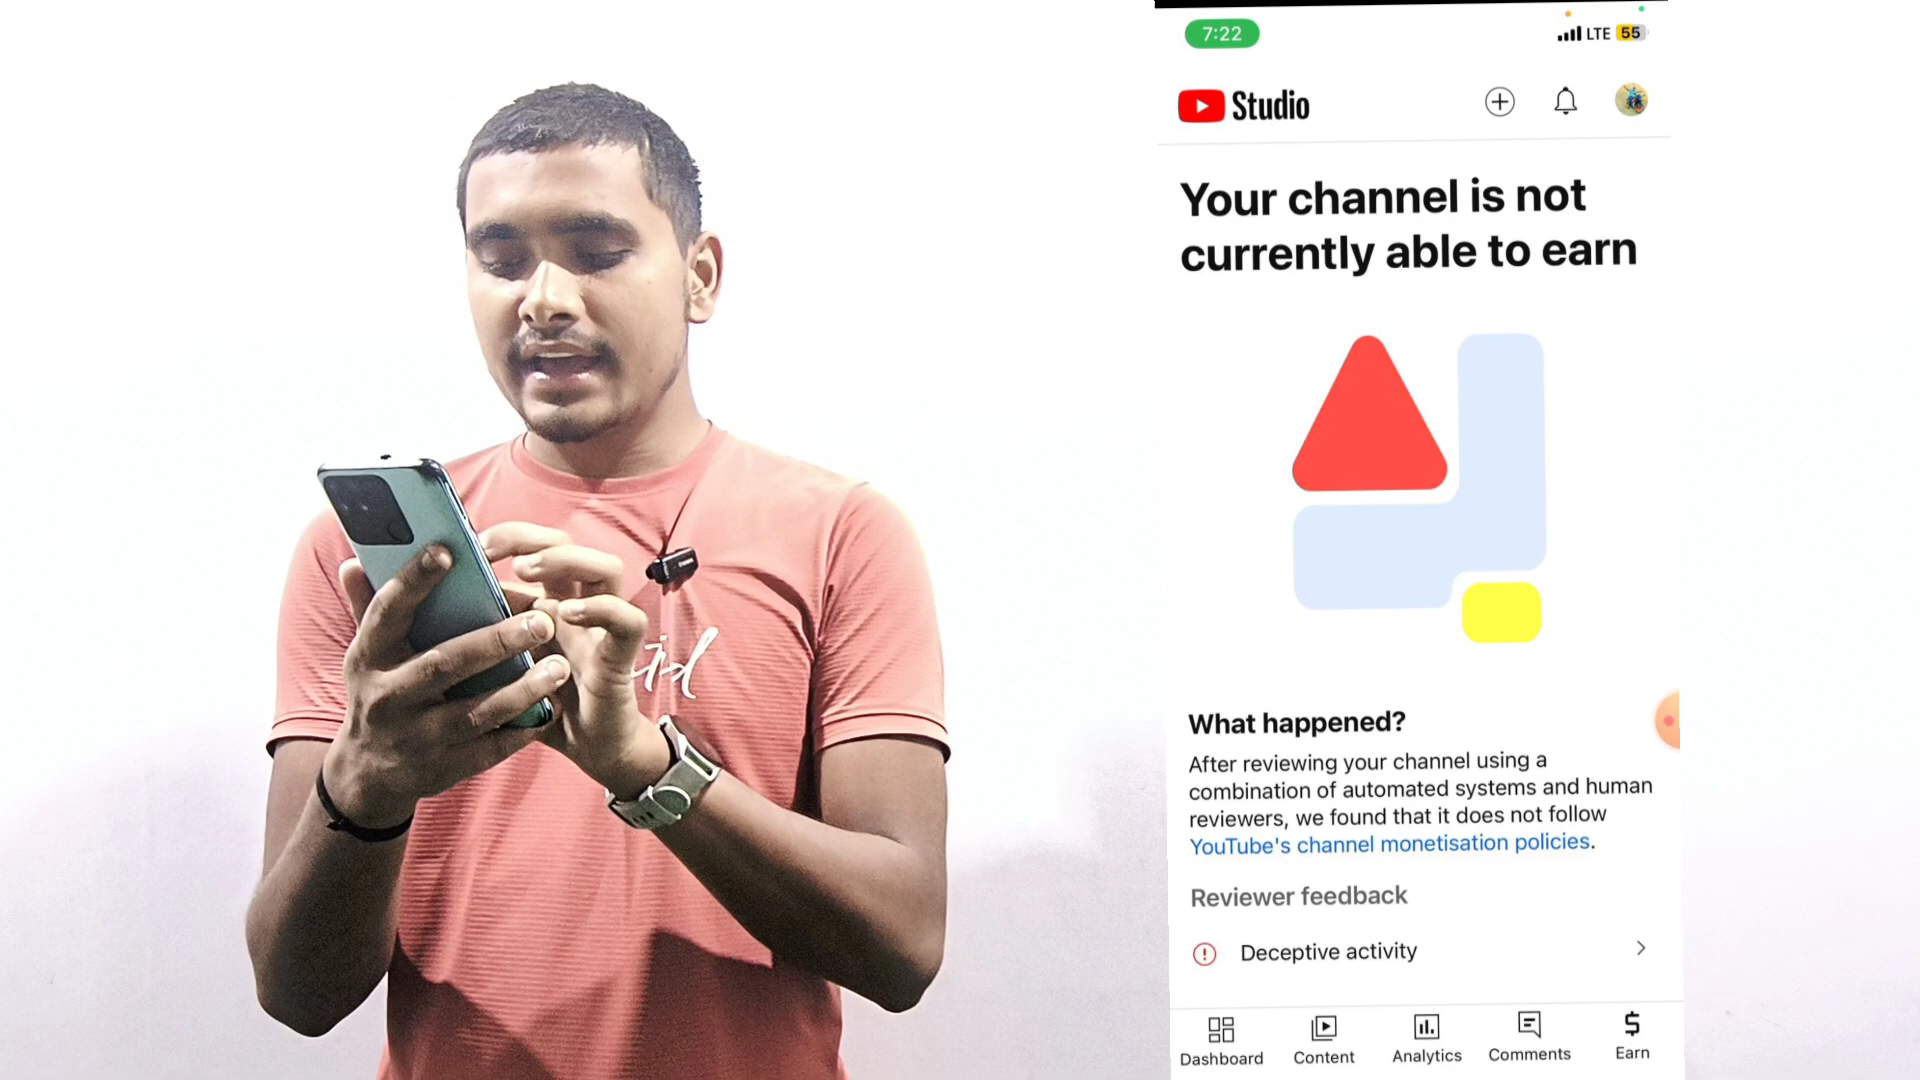 7:22
LTE 55
Studio
Your channel is not
currently able to earn
What happened?
After reviewing your channel using a
combination of automated systems and human
reviewers, we found that it does not follow
YouTube's channel monetisation policies.
Reviewer feedback
Deceptive activity
Dashboard
Content
Analytics
Comments
Earn